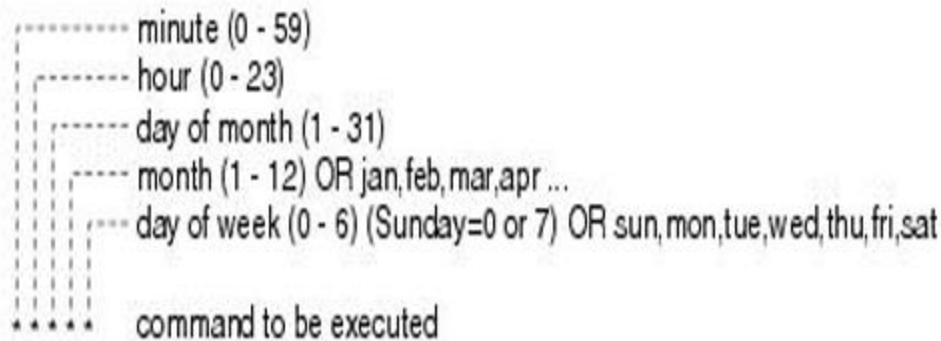 minute (0 - 59)
hour (0 - 23)
day of month (1 - 31)
month (1 - 12) OR jan,feb,mar,apr ...
day of week (0 - 6) (Sunday=0 or 7) OR sun,mon,tue,wed,thu,fri,sat
* * * * * command to be executed